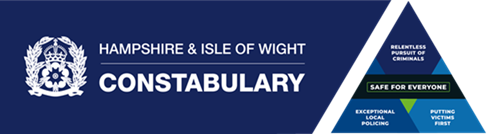 HAMPSHIRE & ISLE OF WIGHT
CONSTABULARY
RELENTLESS
PURSUIT OF
CRIMINALS
SAFE FOR EVERYONE
EXCEPTIONAL
LOCAL
POLICING
PUTTING
VICTIMS
FIRST